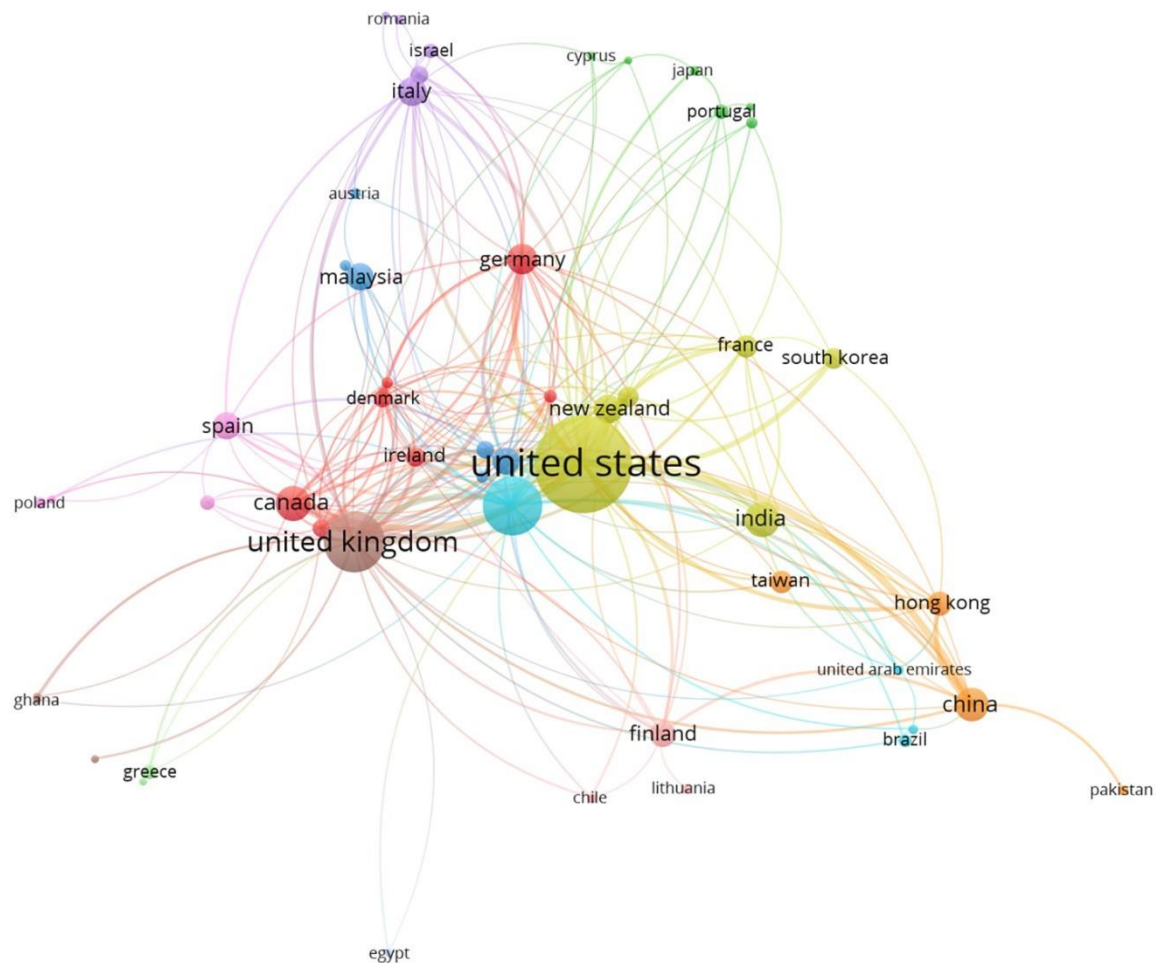 romania
israel
cyprus
italy
japan
portugal
austria
germany
malaysia
france
south korea
denmark
new zealand
spain
ireland
united states
poland
canada
india
united kingdom
taiwan
hong kong
united arab emirates
ghana
china
finland
brazil
greece
lithuania
chile
pakistan
egypt